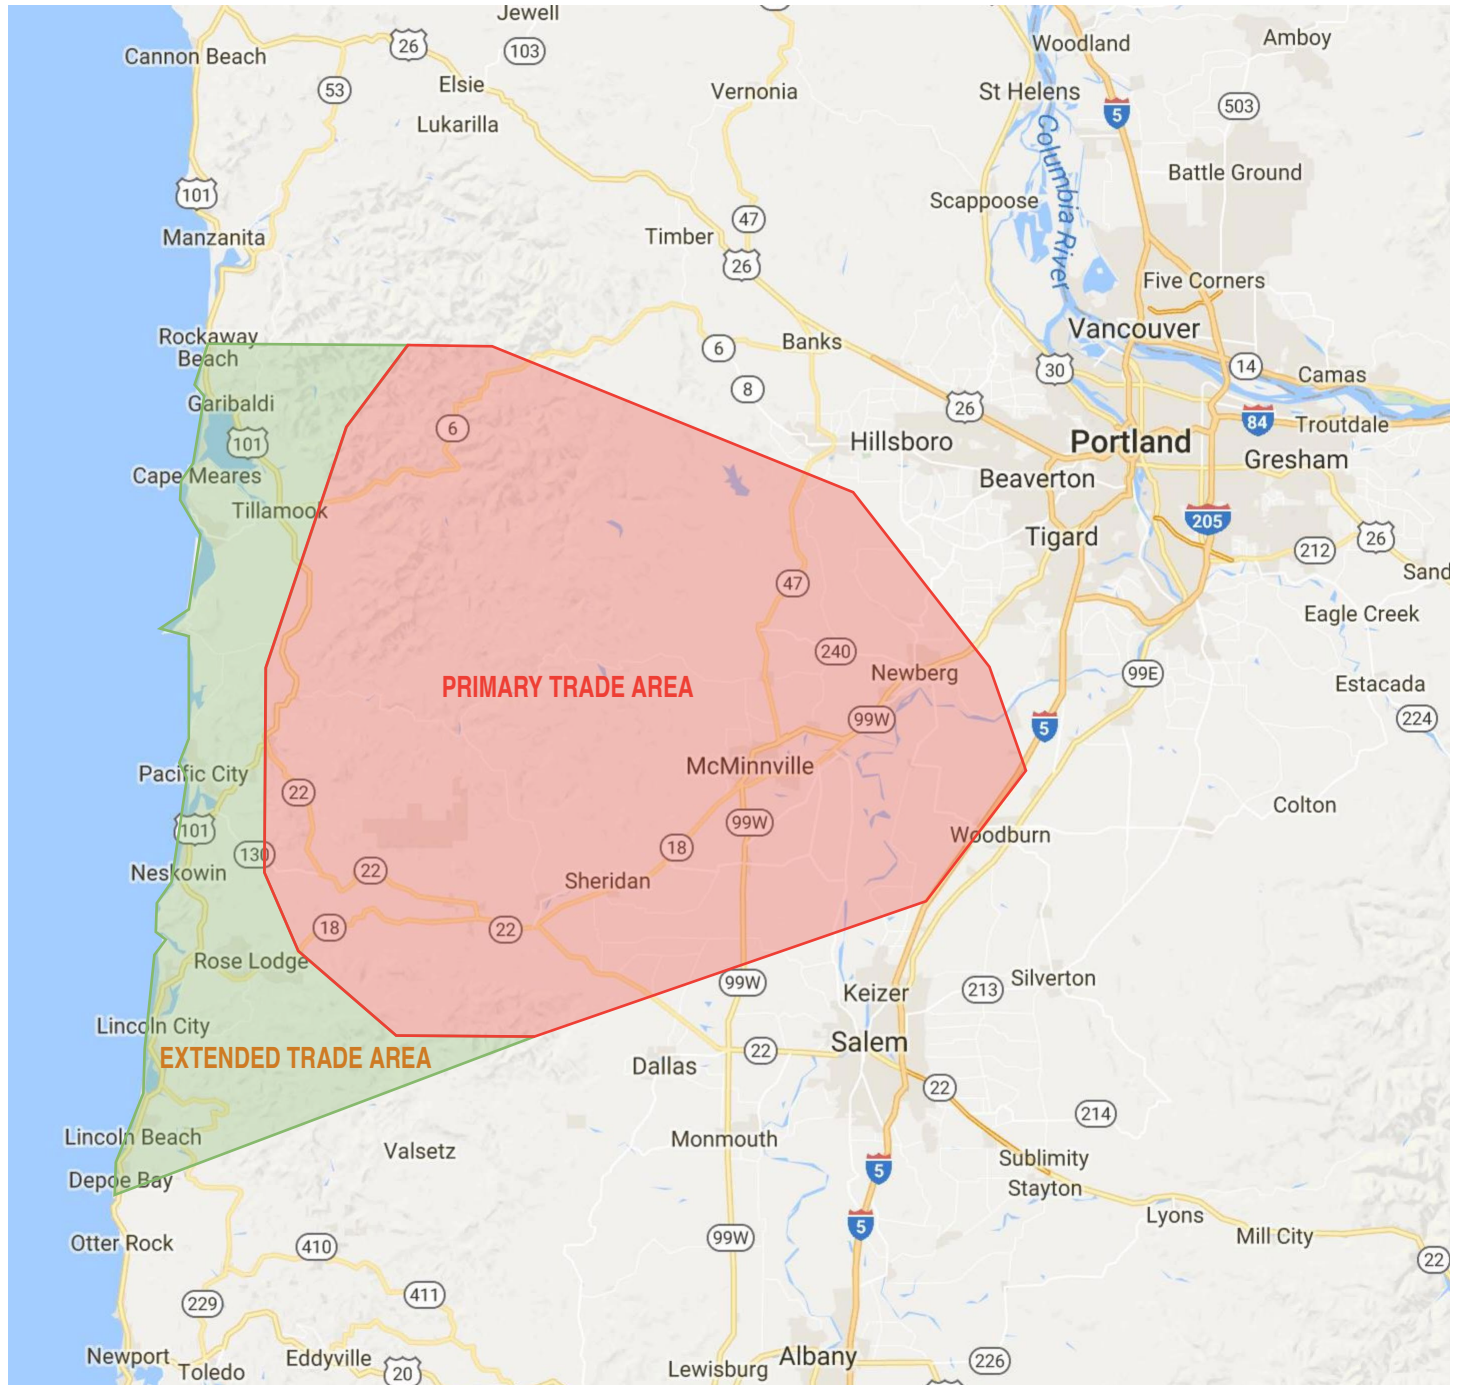 Jewell
Cannon Beach
26
103
Woodland
Amboy
53
Elsie
Vernonia
St Helens
5
503
Lukarilla
Columbia River
Battle Ground
101
Scappoose
47
Manzanita
Timber
26
Five Corners
Rockaway
Beach
6
Banks
Vancouver
30
14
Camas
8
Garibaldi
26
84
Troutdale
6
101
Hillsboro
Portland
Gresham
Cape Meares
Beaverton
Tillamook
205
Tigard
26
212
Sand
47
Eagle Creek
240
Newberg
99E
PRIMARY TRADE AREA
Estacada
99W
5
224
McMinnville
Pacific City
22
Colton
101
99W
Woodburn
130
18
Neskowin
22
Sheridan
18
22
Rose Lodge
99W
Keizer
213
Silverton
Lincoln City
Salem
EXTENDED TRADE AREA
22
Dallas
22
214
Lincoln Beach
Monmouth
Valsetz
Sublimity
5
Depoe Bay
Stayton
Lyons
5
Otter Rock
410
99W
Mill City
22
411
229
Newport
Eddyville
Albany
226
Toledo
20
Lewisburg